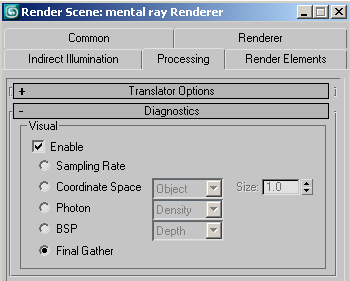 Render Scene: mental ray Renderer
Common Renderer
Indirect Illumination Processing Render Elements
+ Translator Options
- Diagnostics
Visual
Enable
Sampling Rate
Coordinate Space Object Size: 1.0
Photon Density
BSP Depth
Final Gather